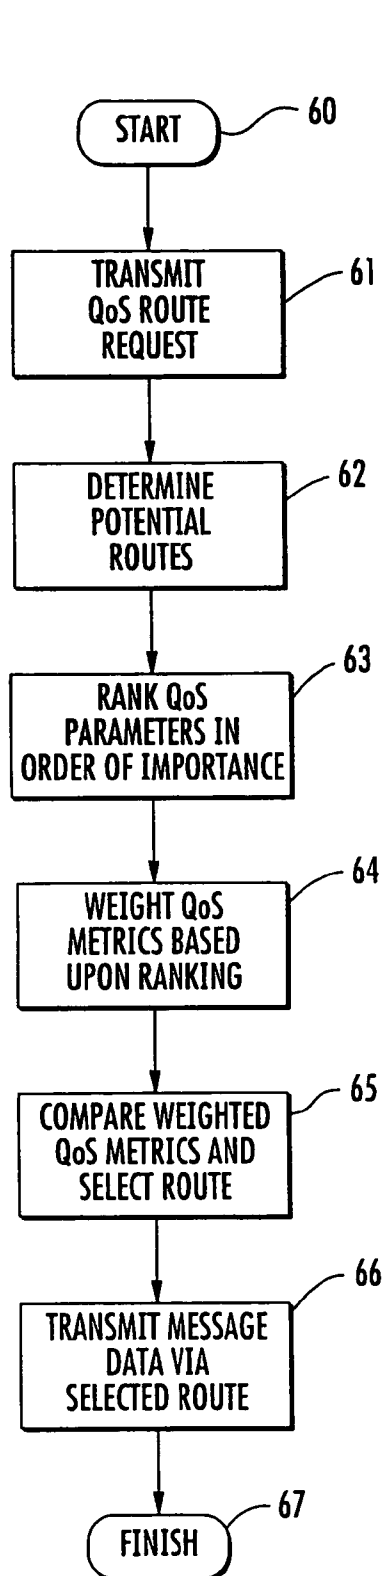 START
60
TRANSMIT
QoS ROUTE
REQUEST
61
DETERMINE
POTENTIAL
ROUTES
62
RANK QoS
PARAMETERS IN
ORDER OF IMPORTANCE
63
WEIGHT QoS
METRICS BASED
UPON RANKING
64
COMPARE WEIGHTED
QoS METRICS AND
SELECT ROUTE
65
TRANSMIT MESSAGE
DATA VIA
SELECTED ROUTE
66
FINISH
67